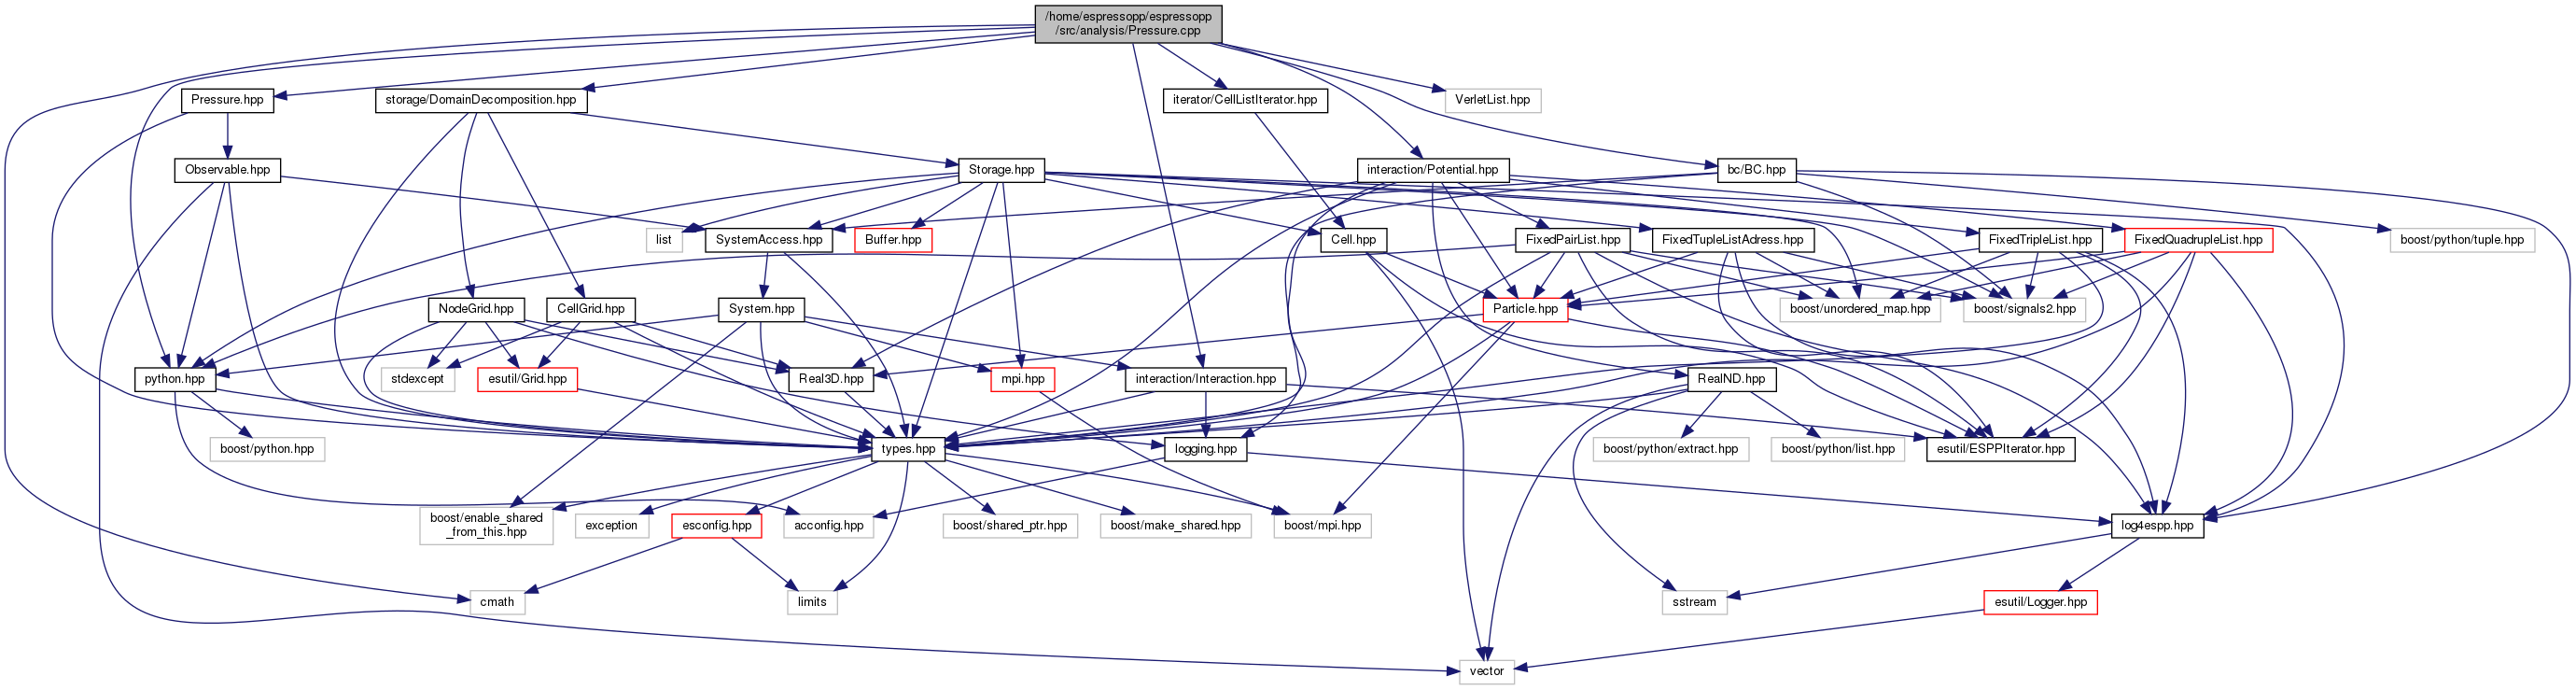 /home/espressopp/espressopp
/src/analysis/Pressure.cpp
Pressure.hpp
storage/DomainDecomposition.hpp
iterator/CellListIterator.hpp
VerletList.hpp
Observable.hpp
Storage.hpp
interaction/Potential.hpp
bc/BC.hpp
list
SystemAccess.hpp
Buffer.hpp
Cell.hpp
FixedPairList.hpp
FixedTupleListAdress.hpp
FixedTripleList.hpp
FixedQuadrupleList.hpp
boost/python/tuple.hpp
NodeGrid.hpp
CellGrid.hpp
System.hpp
Particle.hpp
boost/unordered_map.hpp
boost/signals2.hpp
python.hpp
stdexcept
esutil/Grid.hpp
Real3D.hpp
mpi.hpp
interaction/Interaction.hpp
RealND.hpp
boost/python.hpp
types.hpp
logging.hpp
boost/python/extract.hpp
boost/python/list.hpp
esutil/ESPPIterator.hpp
boost/enable_shared
_from_this.hpp
exception
esconfig.hpp
acconfig.hpp
boost/shared_ptr.hpp
boost/make_shared.hpp
boost/mpi.hpp
log4espp.hpp
cmath
limits
sstream
esutil/Logger.hpp
vector